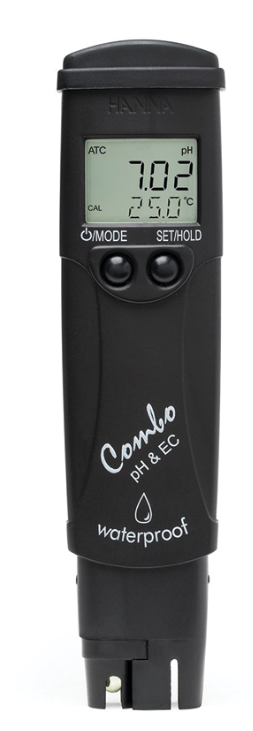 HANNA
ATC pH
7.02
CAL 25.0°C
⏻/MODE SET/HOLD
Combo
pH & EC
waterproof